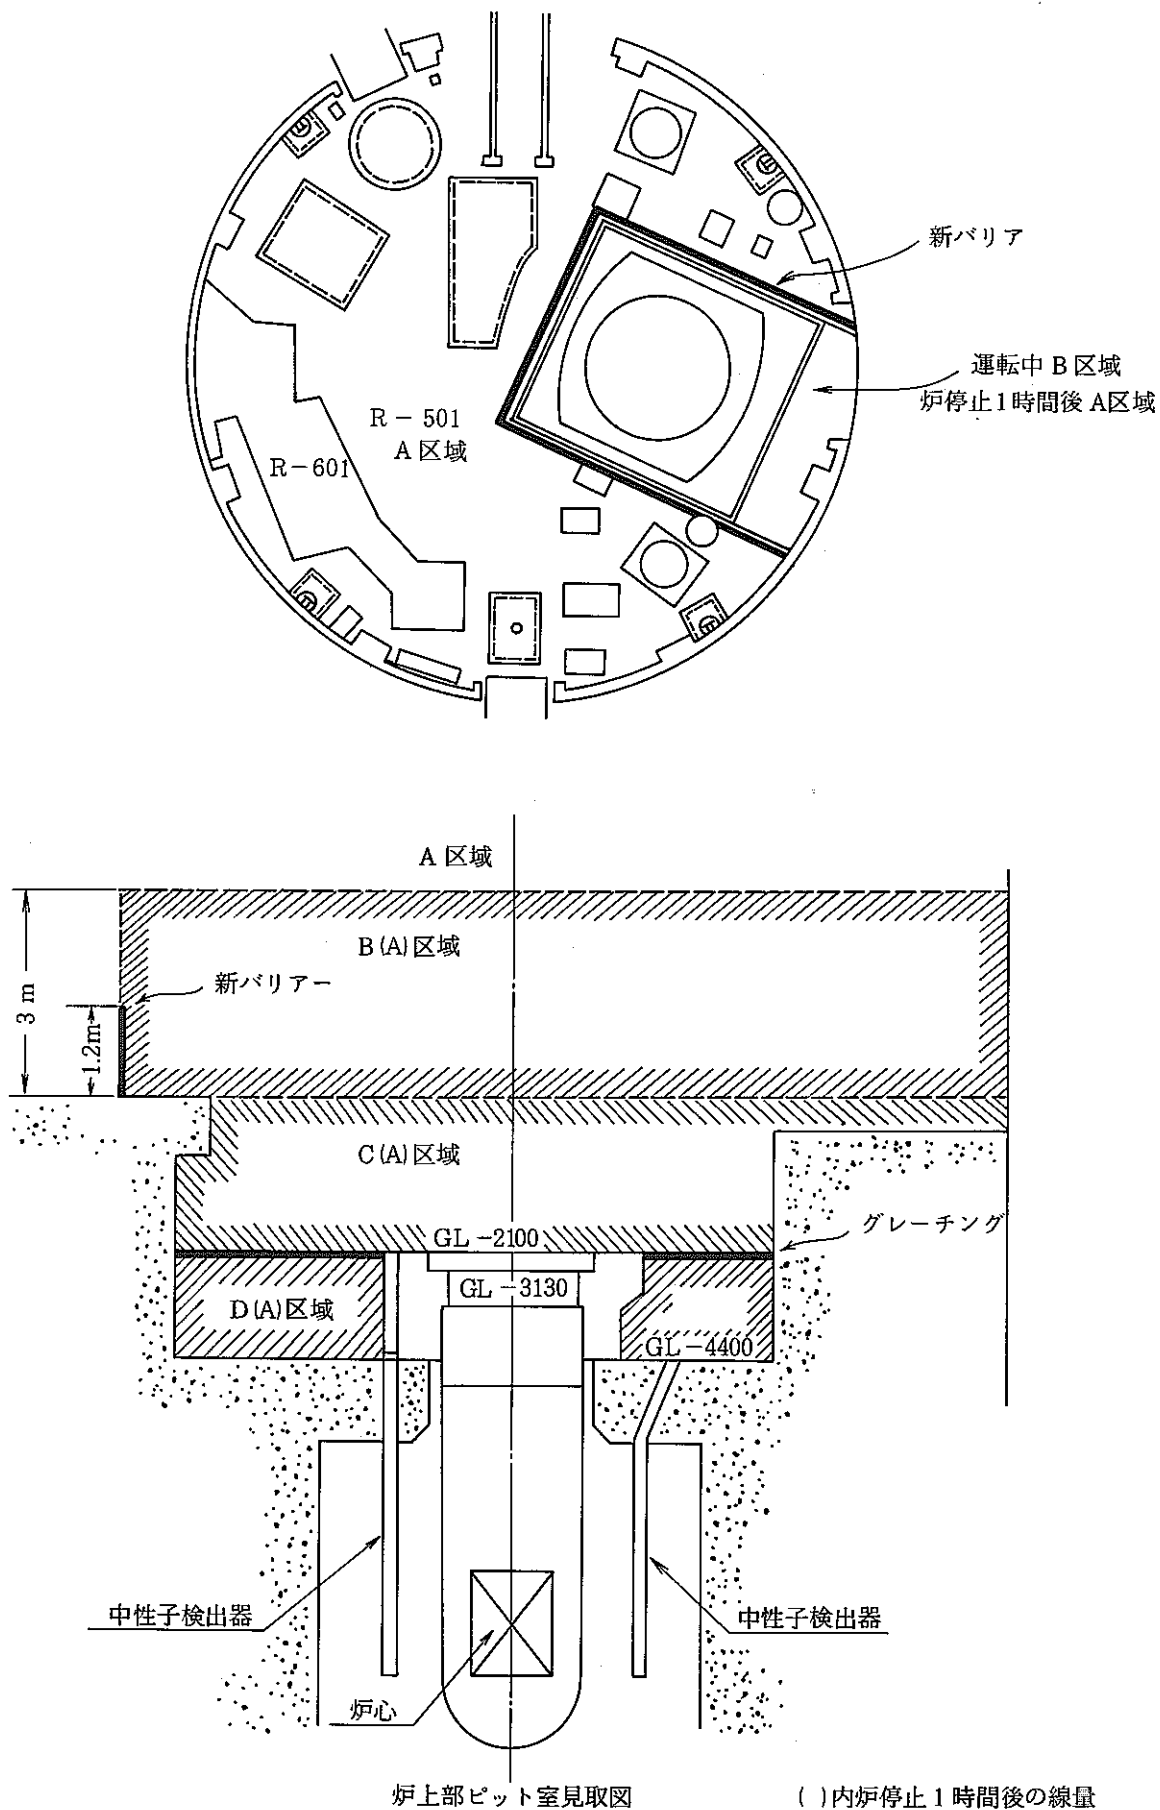 新バリア
運転中 B 区域
炉停止1時間後 A区域
R-501
A 区域
R-601
A 区域
B(A)区域
新バリアー
3 m
1.2m
C(A)区域
グレーチング
GL-2100
GL-3130
D(A)区域
GL-4400
中性子検出器
中性子検出器
炉心
炉上部ピット室見取図
( )内炉停止1時間後の線量